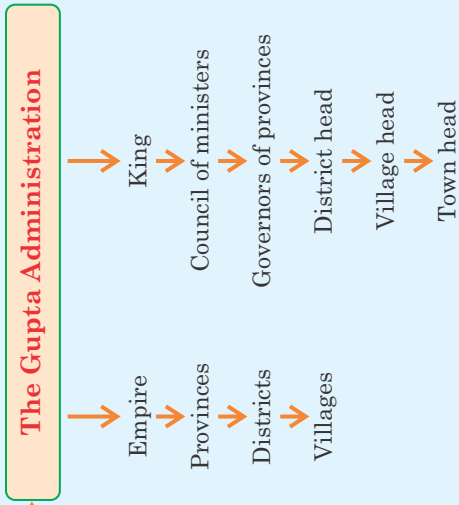 The Gupta Administration
Empire
Provinces
Districts
Villages
King
Council of ministers
Governors of provinces
District head
Village head
Town head